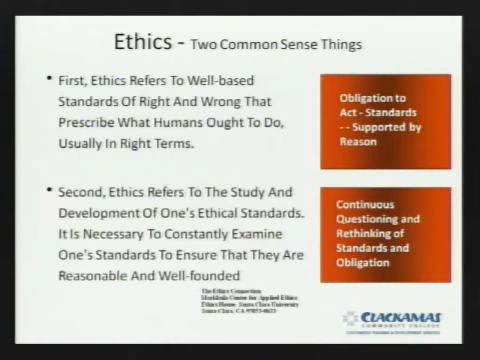 Ethics - Two Common Sense Things
• First, Ethics Refers To Well-based
Standards Of Right And Wrong That
Prescribe What Humans Ought To Do,
Usually In Right Terms.
Obligation to
Act - Standards
- - Supported by
Reason
• Second, Ethics Refers To The Study And
Development Of One's Ethical Standards.
It Is Necessary To Constantly Examine
One's Standards To Ensure That They Are
Reasonable And Well-founded
Continuous
Questioning and
Rethinking of
Standards and
Obligation
The Ethics Connection
Markkula Center for Applied Ethics
Ethics House, Santa Clara University
Santa Clara, CA 95053-0633
CLACKAMAS
COMMUNITY COLLEGE
CUSTOMIZED TRAINING & DEVELOPMENT SERVICES